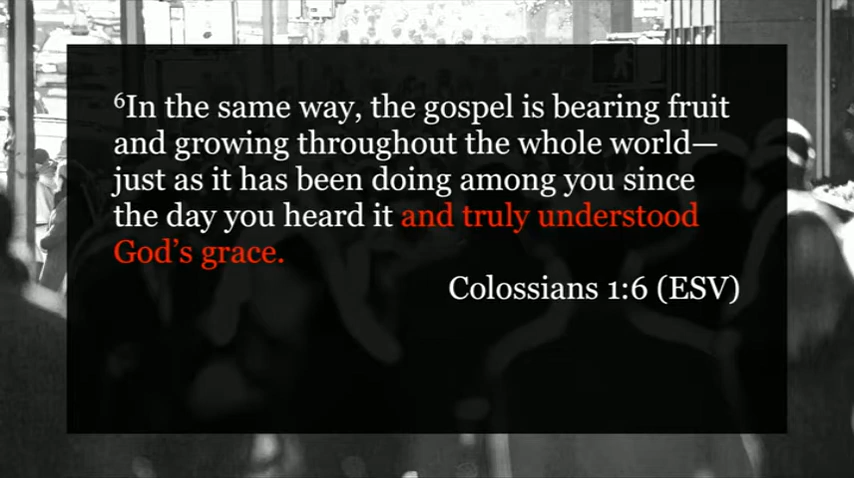 ⁶In the same way, the gospel is bearing fruit
and growing throughout the whole world—
just as it has been doing among you since
the day you heard it and truly understood
God’s grace.
Colossians 1:6 (ESV)